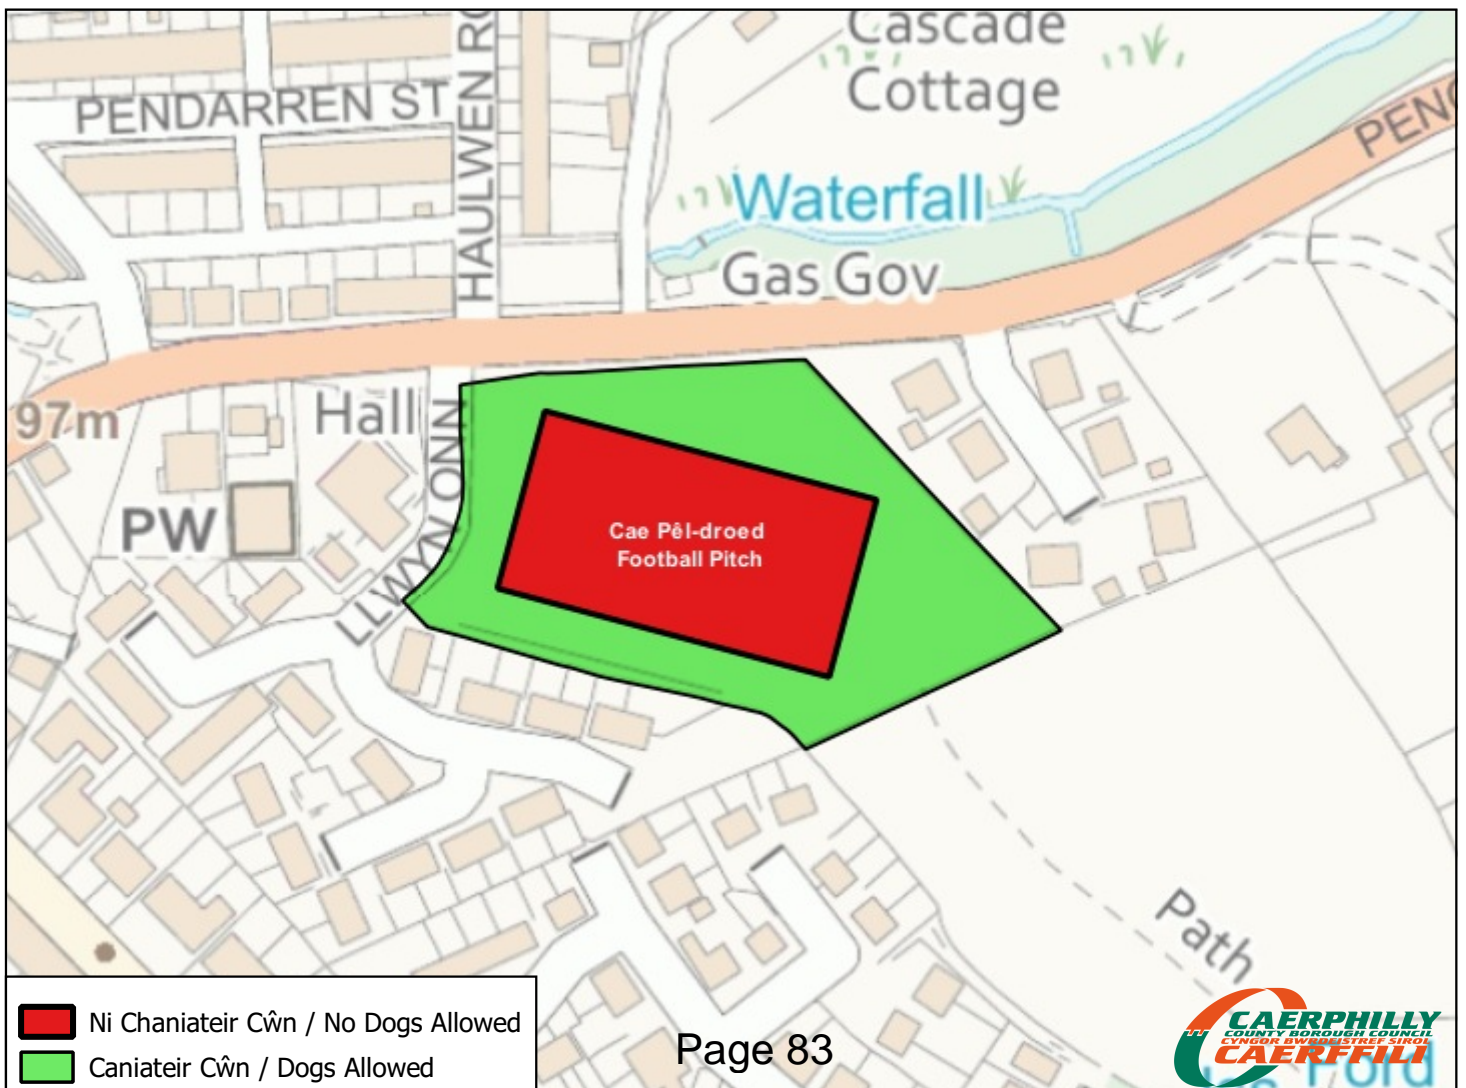 Cascade
Cottage
PENDARREN ST
HAULWEN
Waterfall
Gas Gov
97m
Hall
PW
LLWYN ONN
Cae Pêl-droed
Football Pitch
Path
Ni Chaniateir Cŵn / No Dogs Allowed
Caniateir Cŵn / Dogs Allowed
Page 83
CAERPHILLY
COUNTY BOROUGH COUNCIL
CYNGOR BWRDEISTREF SIROL
CAERFFILI
Ford